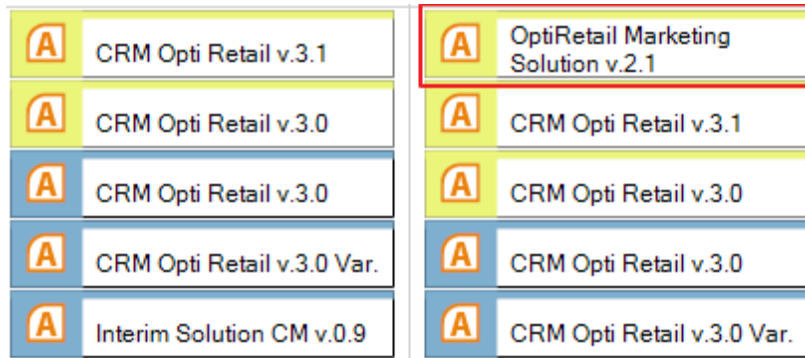 A CRM Opti Retail v.3.1
A CRM Opti Retail v.3.0
A CRM Opti Retail v.3.0
A CRM Opti Retail v.3.0 Var.
A Interim Solution CM v.0.9
A OptiRetail Marketing
Solution v.2.1
A CRM Opti Retail v.3.1
A CRM Opti Retail v.3.0
A CRM Opti Retail v.3.0
A CRM Opti Retail v.3.0 Var.